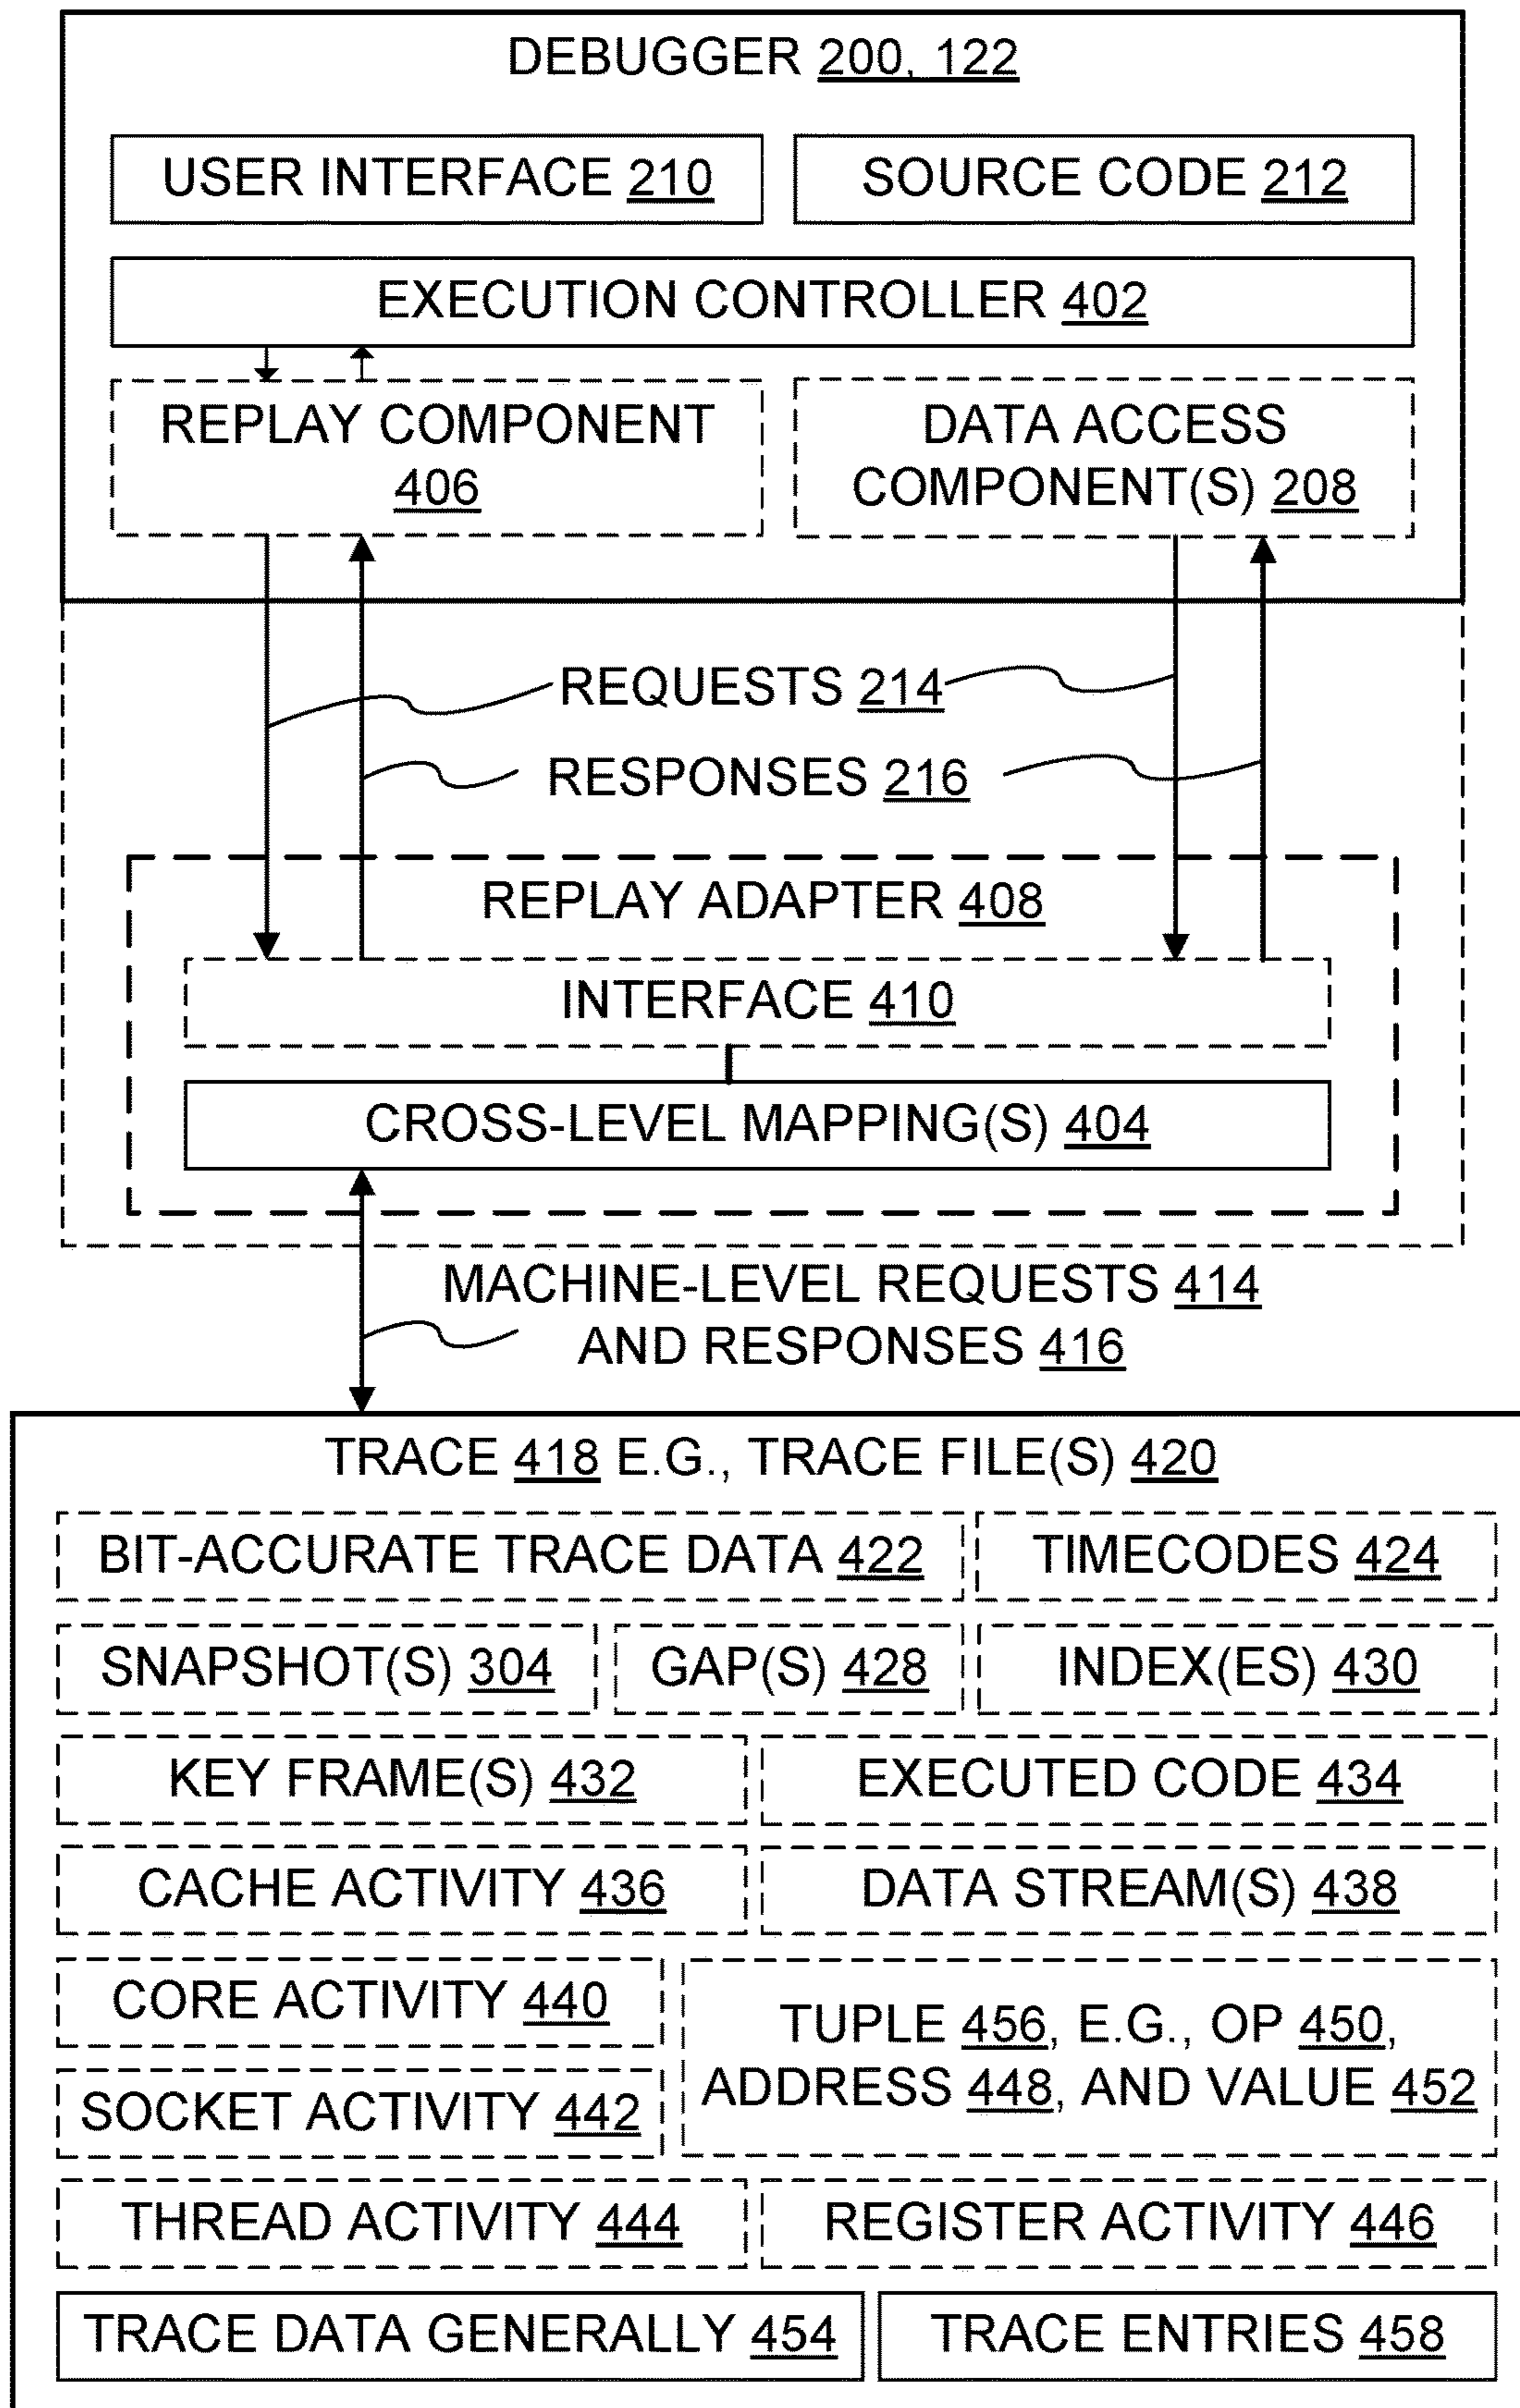 DEBUGGER 200, 122
USER INTERFACE 210
SOURCE CODE 212
EXECUTION CONTROLLER 402
REPLAY COMPONENT
406
DATA ACCESS
COMPONENT(S) 208
REQUESTS 214
RESPONSES 216
REPLAY ADAPTER 408
INTERFACE 410
CROSS-LEVEL MAPPING(S) 404
MACHINE-LEVEL REQUESTS 414
AND RESPONSES 416
TRACE 418 E.G., TRACE FILE(S) 420
BIT-ACCURATE TRACE DATA 422
TIMECODES 424
SNAPSHOT(S) 304
GAP(S) 428
INDEX(ES) 430
KEY FRAME(S) 432
EXECUTED CODE 434
CACHE ACTIVITY 436
DATA STREAM(S) 438
CORE ACTIVITY 440
SOCKET ACTIVITY 442
TUPLE 456, E.G., OP 450,
ADDRESS 448, AND VALUE 452
THREAD ACTIVITY 444
REGISTER ACTIVITY 446
TRACE DATA GENERALLY 454
TRACE ENTRIES 458